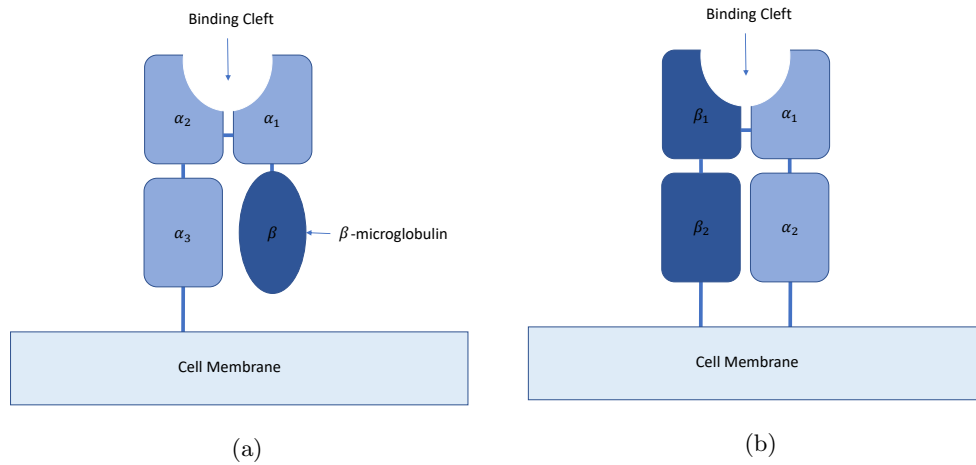 Binding Cleft
α₂
α₁
α₃
β
β-microglobulin
Cell Membrane
(a)
Binding Cleft
β₁
α₁
β₂
α₂
Cell Membrane
(b)